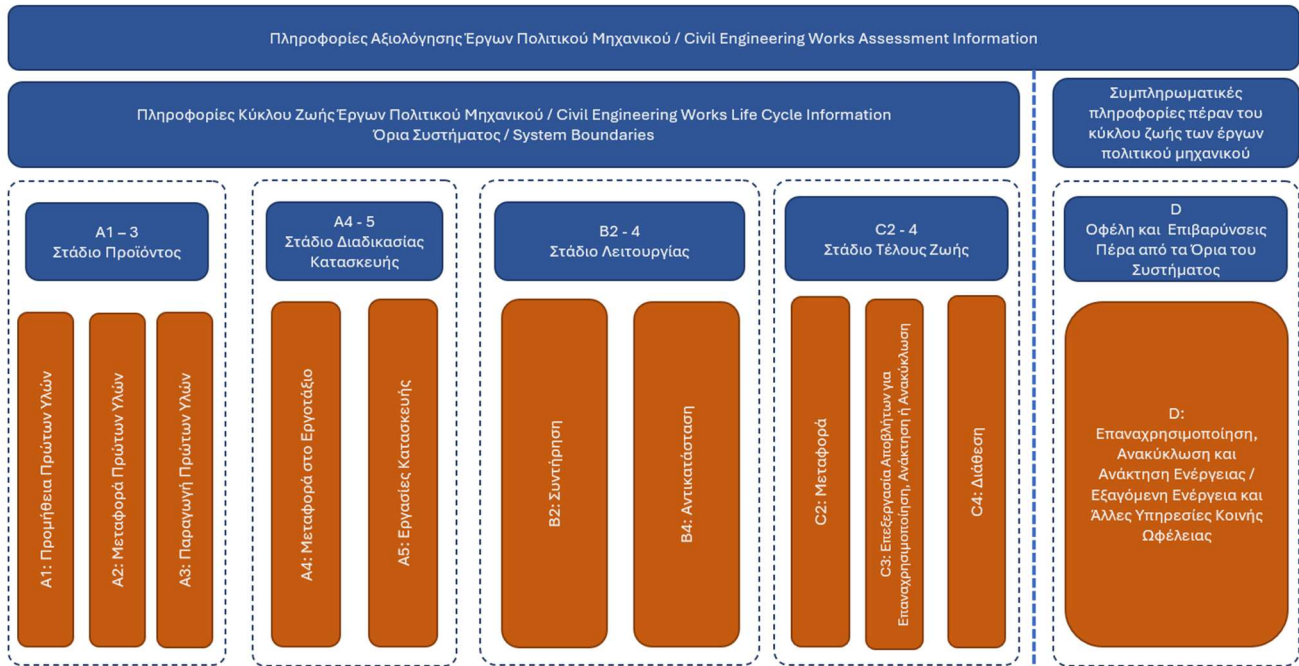 Πληροφορίες Αξιολόγησης Έργων Πολιτικού Μηχανικού / Civil Engineering Works Assessment Information
Πληροφορίες Κύκλου Ζωής Έργων Πολιτικού Μηχανικού / Civil Engineering Works Life Cycle Information
Όρια Συστήματος / System Boundaries
Συμπληρωματικές
πληροφορίες πέραν του
κύκλου ζωής των έργων
πολιτικού μηχανικού
A1 – 3
Στάδιο Προϊόντος
A4 - 5
Στάδιο Διαδικασίας
Κατασκευής
B2 - 4
Στάδιο Λειτουργίας
C2 - 4
Στάδιο Τέλους Ζωής
D
Οφέλη και Επιβαρύνσεις
Πέρα από τα Όρια του
Συστήματος
A1: Προμήθεια Πρώτων Υλών
A2: Μεταφορά Πρώτων Υλών
A3: Παραγωγή Πρώτων Υλών
A4: Μεταφορά στο Εργοτάξιο
A5: Εργασίες Κατασκευής
B2: Συντήρηση
B4: Αντικατάσταση
C2: Μεταφορά
C3: Επεξεργασία Αποβλήτων για
Επαναχρησιμοποίηση, Ανάκτηση ή Ανακύκλωση
C4: Διάθεση
D:
Επαναχρησιμοποίηση,
Ανακύκλωση και
Ανάκτηση Ενέργειας /
Εξαγόμενη Ενέργεια και
Άλλες Υπηρεσίες Κοινής
Ωφέλειας